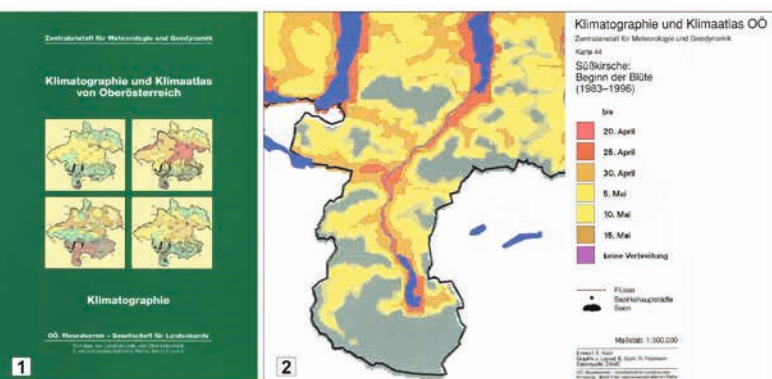 Zentralanstalt für Meteorologie und Geodynamik
Klimatographie und Klimaatlas
von Oberösterreich
Klimatographie
OÖ. Musealverein – Gesellschaft für Landeskunde
1
2
Klimatographie und Klimaatlas OÖ
Zentralanstalt für Meteorologie und Geodynamik
Karte 44
Süßkirsche:
Beginn der Blüte
(1983–1996)
bis
20. April
25. April
30. April
5. Mai
10. Mai
15. Mai
keine Verbreitung
Flüsse
Bezirkshauptstädte
Seen
Maßstab: 1:500.000